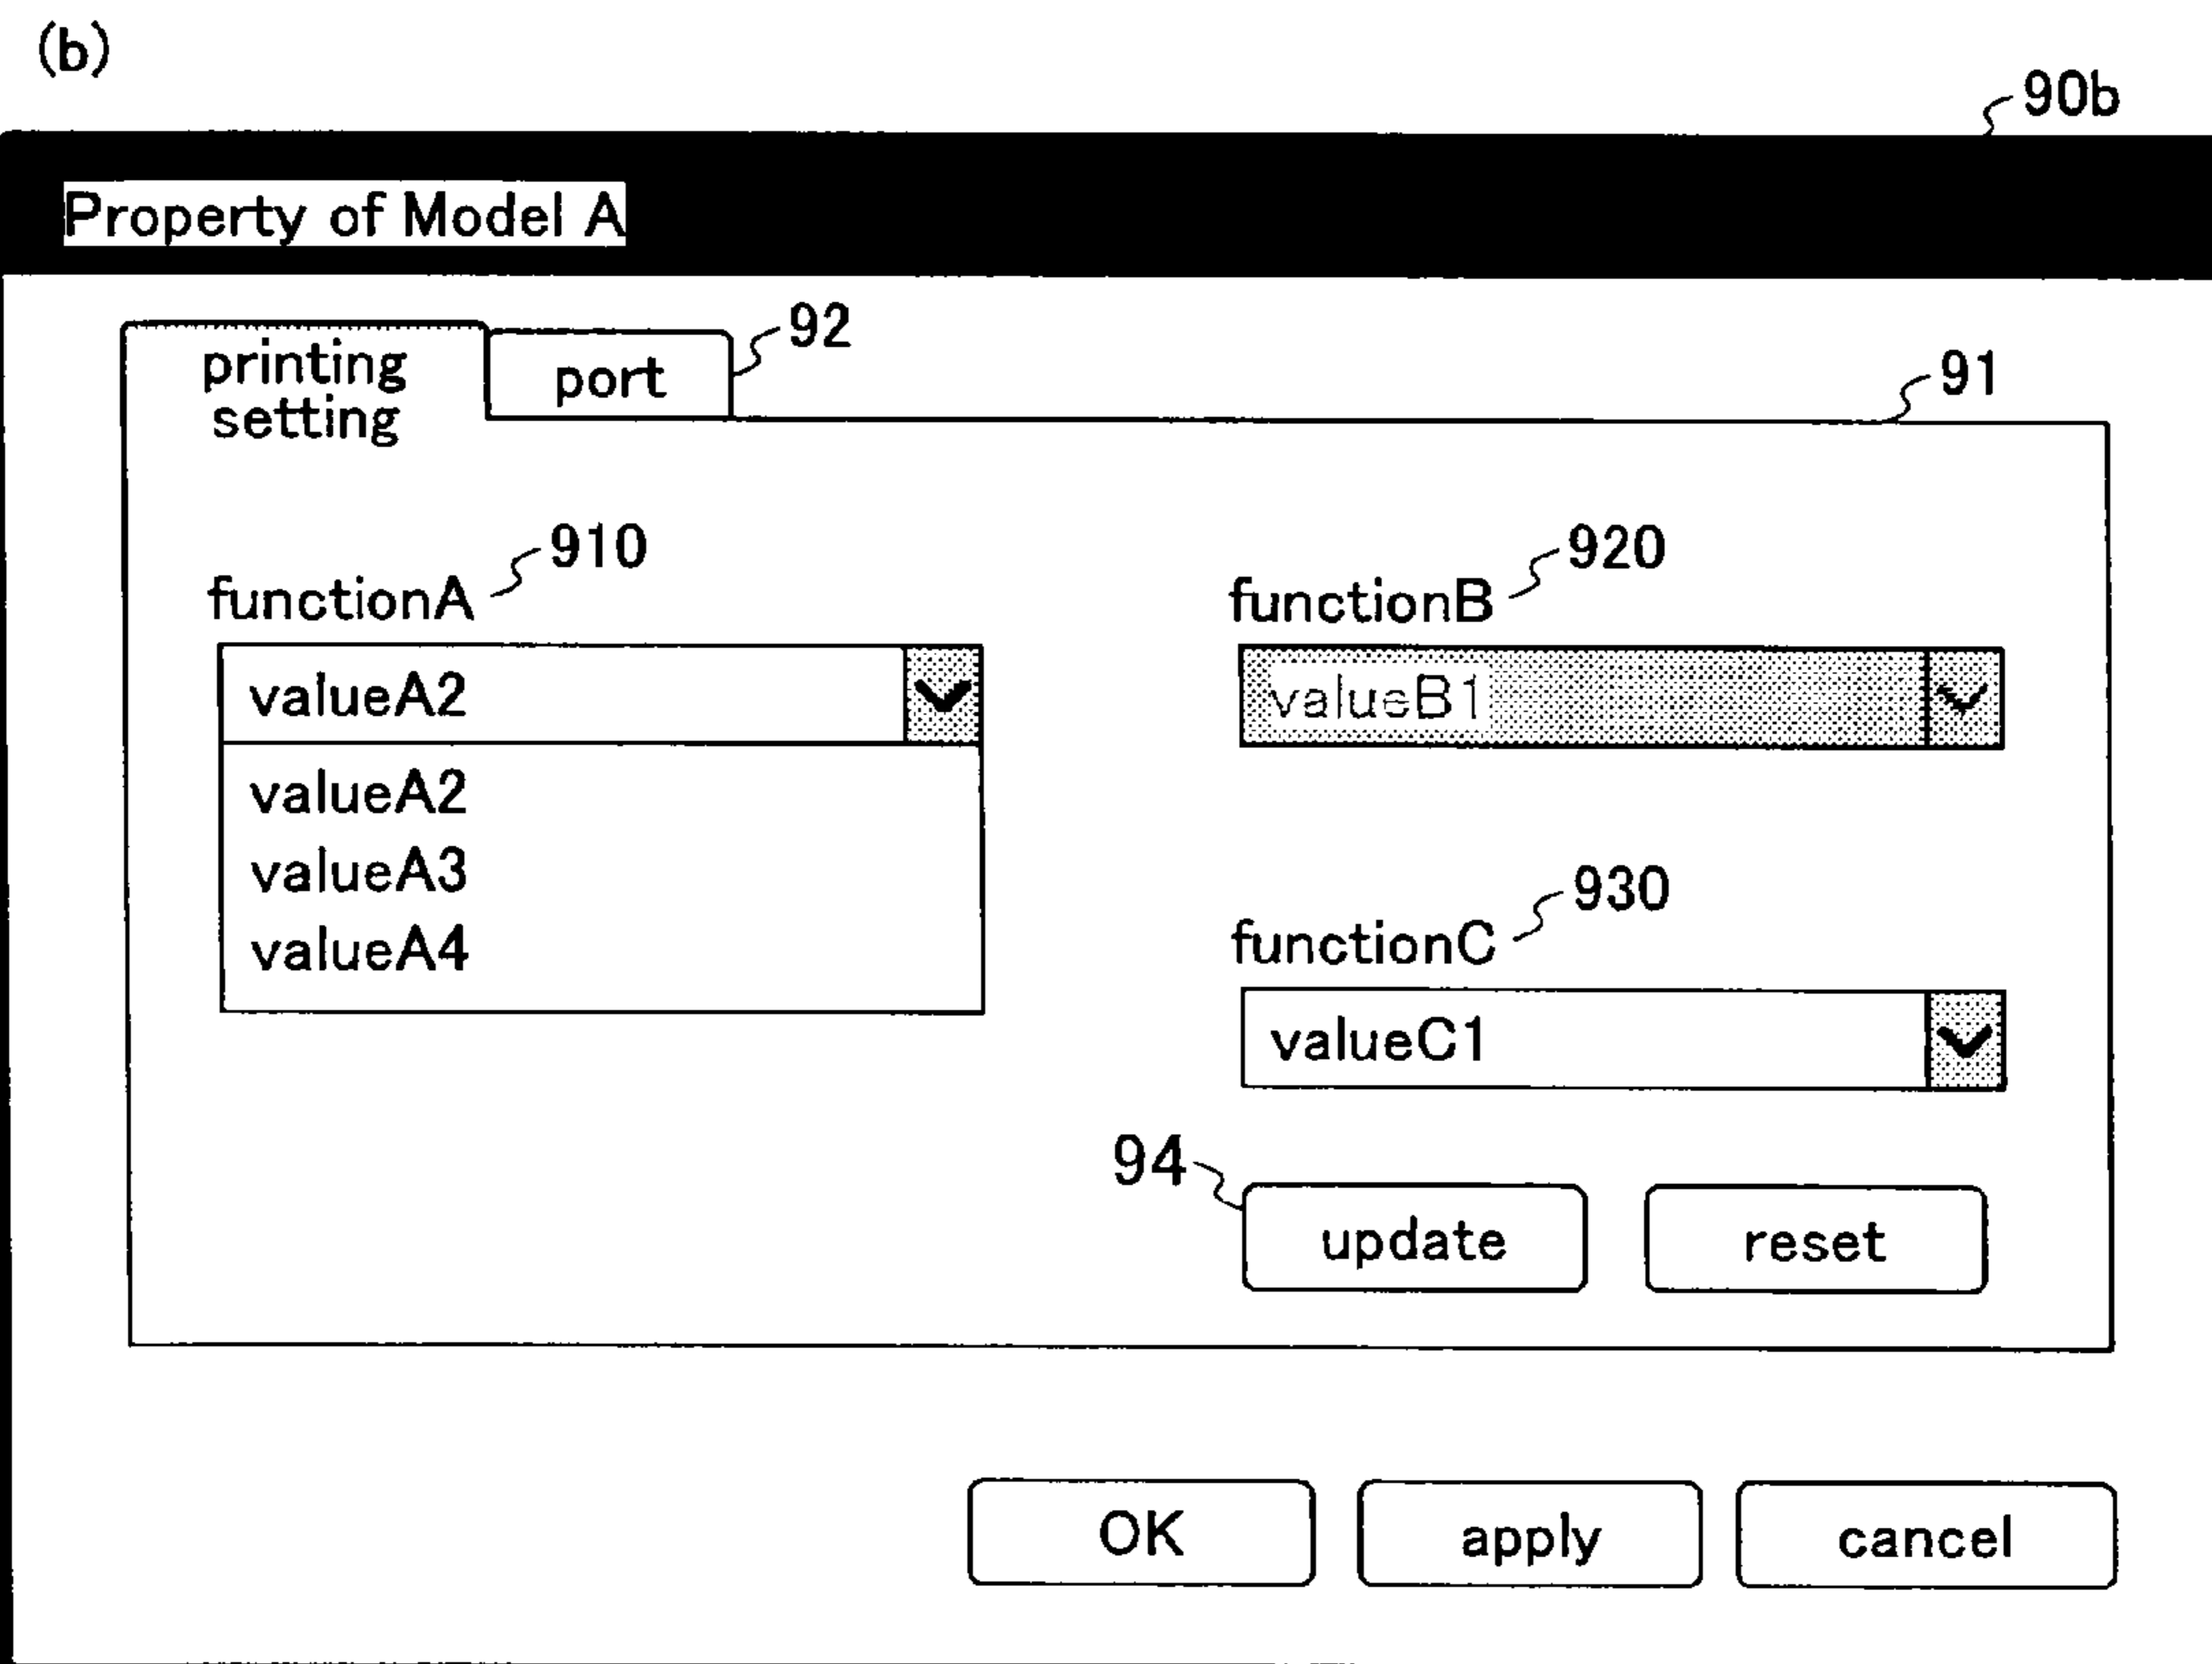 (b)
90b
Property of Model A
printing
setting
port
92
91
functionA
910
valueA2
valueA2
valueA3
valueA4
functionB
920
valueB1
functionC
930
valueC1
94
update
reset
OK
apply
cancel